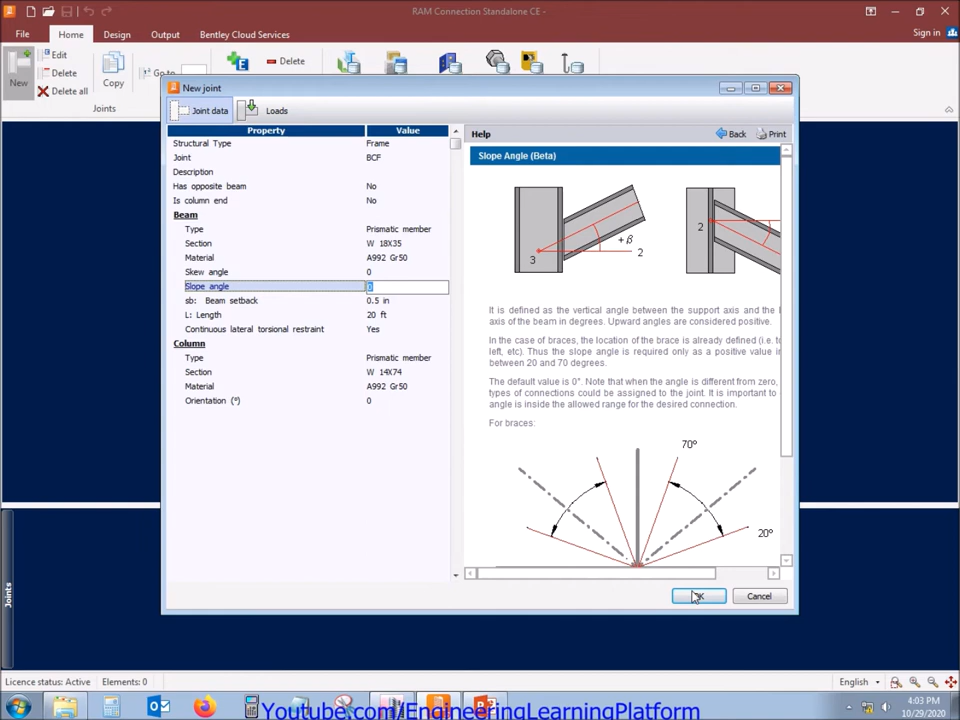 RAM Connection Standalone CE -
Sign in
File Home Design Output Bentley Cloud Services
New
Edit
Delete
Delete all
Copy
Go to
Delete
Joints
New joint
Joint data Loads
Property Value
Structural Type Frame
Joint BCF
Description
Has opposite beam No
Is column end No
Beam
Type Prismatic member
Section W 18X35
Material A992 Gr50
Skew angle 0
Slope angle 0
sb: Beam setback 0.5 in
L: Length 20 ft
Continuous lateral torsional restraint Yes
Column
Type Prismatic member
Section W 14X74
Material A992 Gr50
Orientation (°) 0
Help Back Print
Slope Angle (Beta)
+β
3
2
2
It is defined as the vertical angle between the support axis and the
axis of the beam in degrees. Upward angles are considered positive.
In the case of braces, the location of the brace is already defined (i.e. to
left, etc). Thus the slope angle is required only as a positive value in
between 20 and 70 degrees.
The default value is 0°. Note that when the angle is different from zero,
types of connections could be assigned to the joint. It is important to
angle is inside the allowed range for the desired connection.
For braces:
70º
20º
OK Cancel
Joints
Licence status: Active Elements: 0
English
4:03 PM
10/29/2020
Youtube.com/EngineeringLearningPlatform